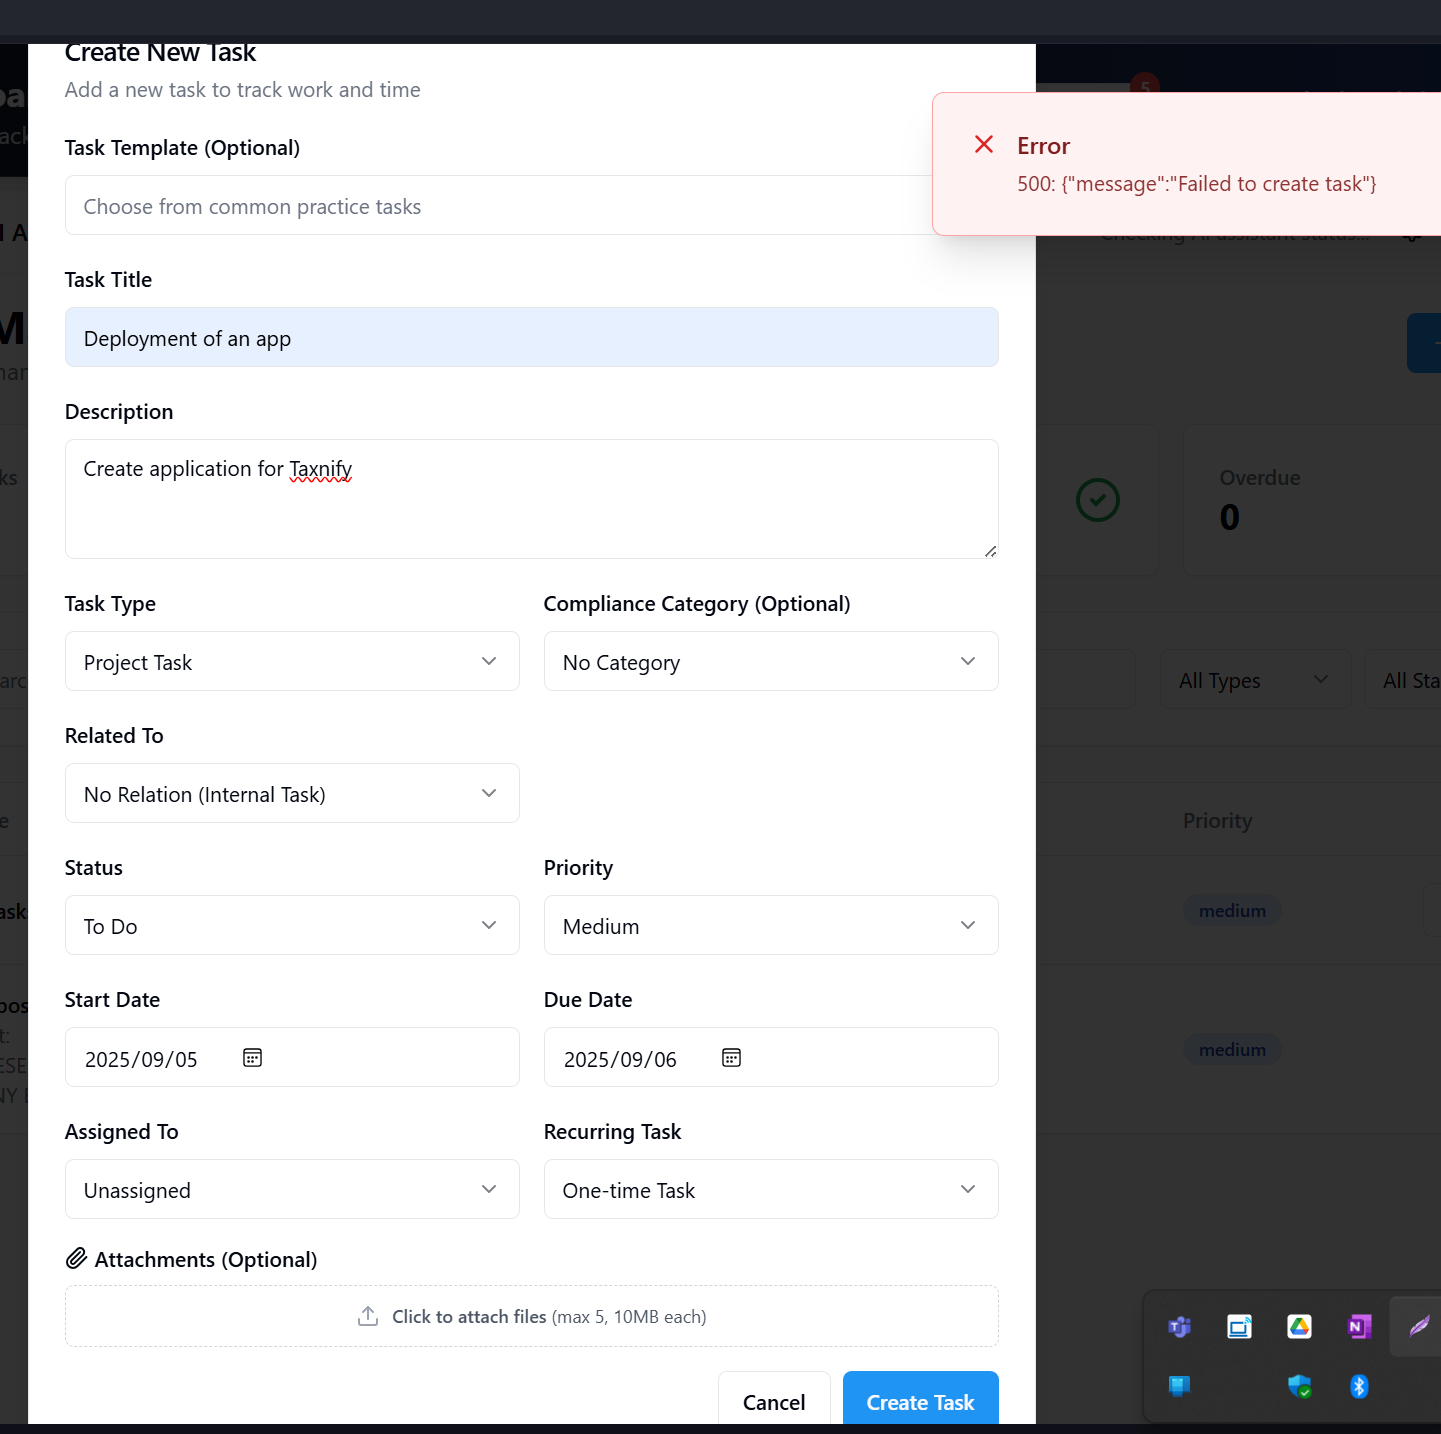 Create New Task
Add a new task to track work and time
5
Error
500: {"message":"Failed to create task"}
Task Template (Optional)
Choose from common practice tasks
Checking AI assistant status...
Task Title
Deployment of an app
Description
Create application for Taxnify
Overdue
0
Task Type
Compliance Category (Optional)
Project Task
No Category
All Types
All Sta
Related To
No Relation (Internal Task)
Priority
Status
Priority
To Do
Medium
medium
Start Date
Due Date
2025/09/05
2025/09/06
medium
Assigned To
Recurring Task
Unassigned
One-time Task
Attachments (Optional)
Click to attach files (max 5, 10MB each)
Cancel
Create Task